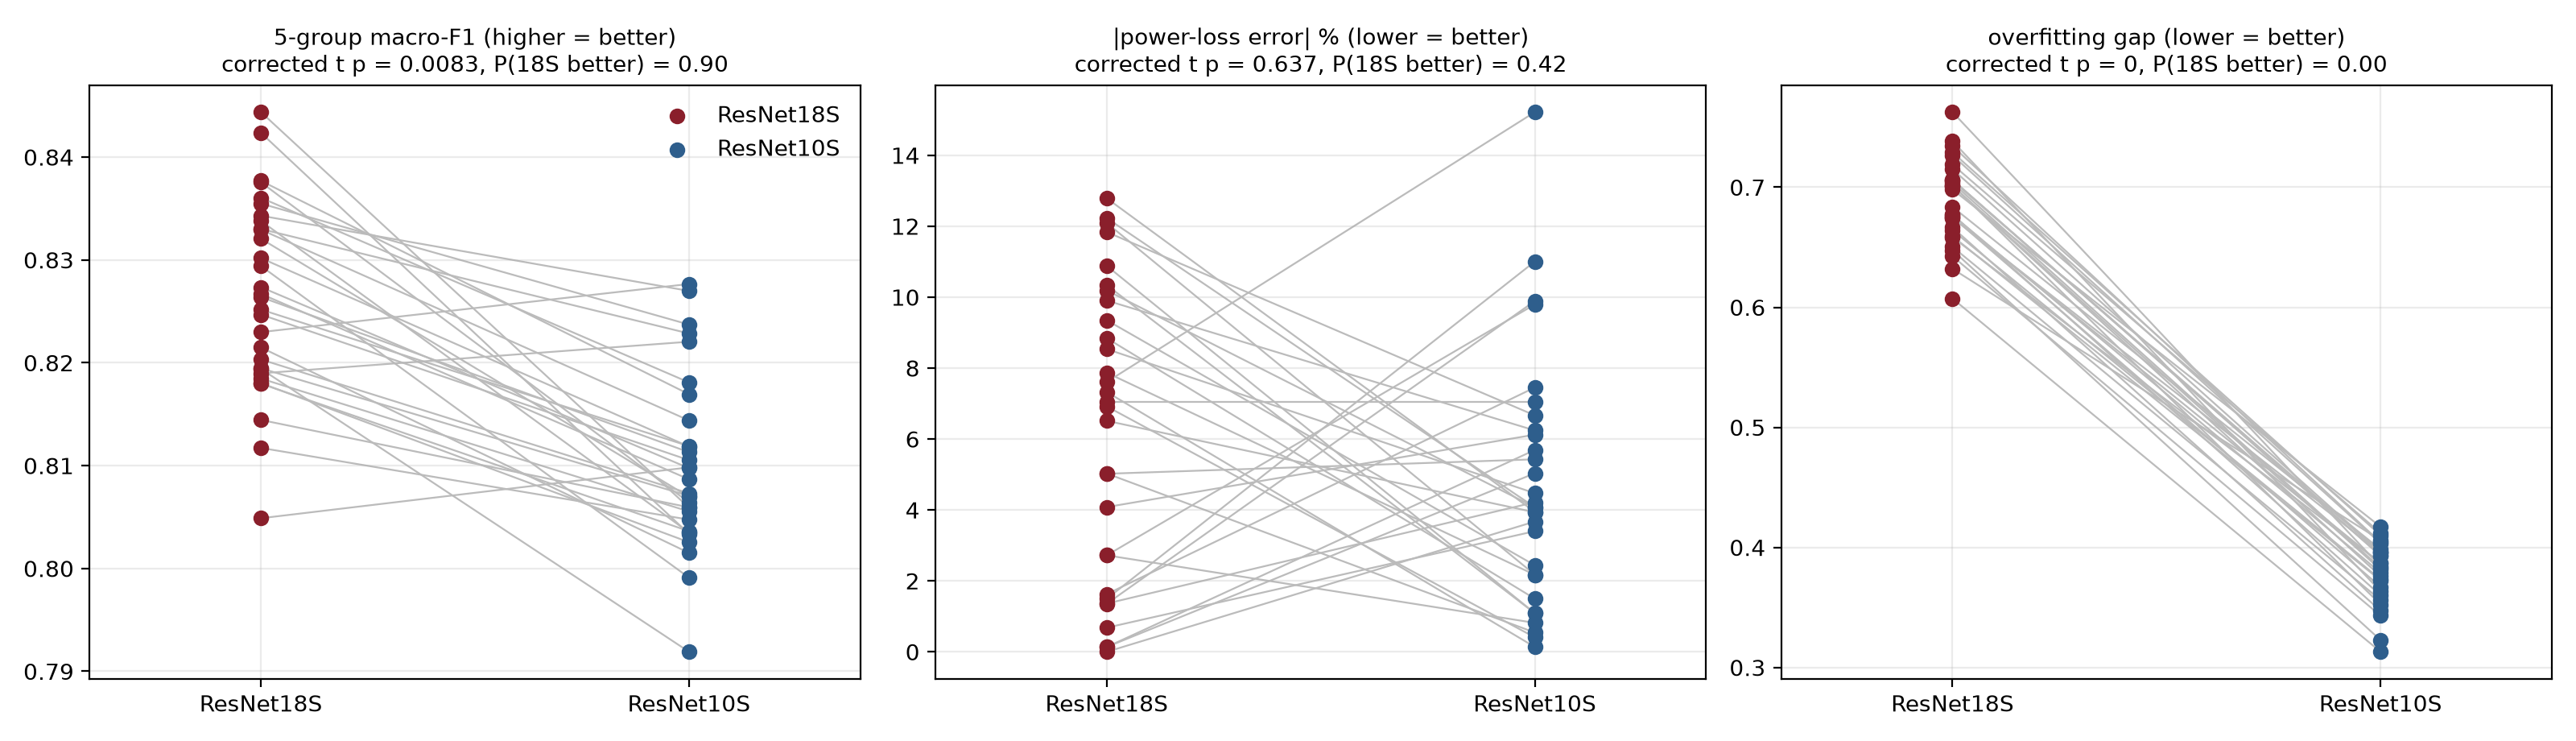 5-group macro-F1 (higher = better)
corrected t p = 0.0083, P(18S better) = 0.90
ResNet18S
ResNet10S
0.84
0.83
0.82
0.81
0.80
0.79
ResNet18S
ResNet10S
|power-loss error| % (lower = better)
corrected t p = 0.637, P(18S better) = 0.42
14
12
10
8
6
4
2
0
ResNet18S
ResNet10S
overfitting gap (lower = better)
corrected t p = 0, P(18S better) = 0.00
0.7
0.6
0.5
0.4
0.3
ResNet18S
ResNet10S